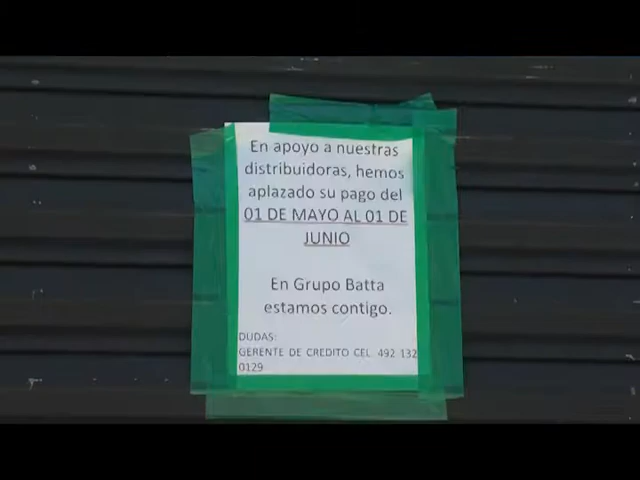 En apoyo a nuestras
distribuidoras, hemos
aplazado su pago del
01 DE MAYO AL 01 DE
JUNIO
En Grupo Batta
estamos contigo.
DUDAS:
GERENTE DE CREDITO CEL. 492 132
0129